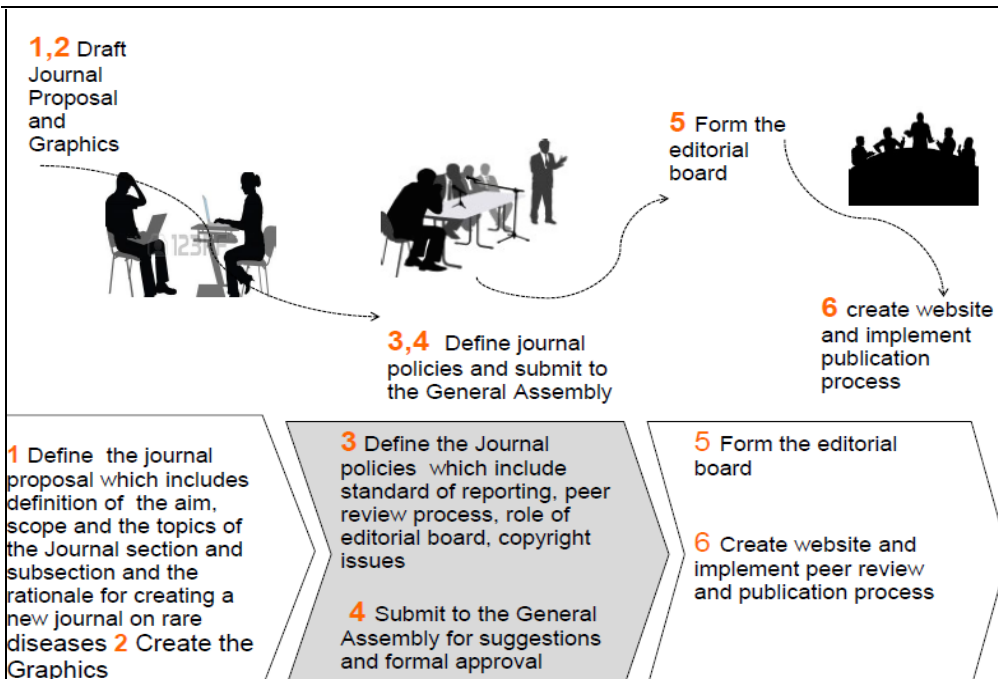 1,2 Draft
Journal
Proposal
and
Graphics
123RF
5 Form the
editorial
board
6 create website
and implement
publication
process
3,4 Define journal
policies and submit to
the General Assembly
1 Define the journal
proposal which includes
definition of the aim,
scope and the topics of
the Journal section and
subsection and the
rationale for creating a
new journal on rare
diseases 2 Create the
Graphics
3 Define the Journal
policies which include
standard of reporting, peer
review process, role of
editorial board, copyright
issues
4 Submit to the General
Assembly for suggestions
and formal approval
5 Form the editorial
board
6 Create website and
implement peer review
and publication process